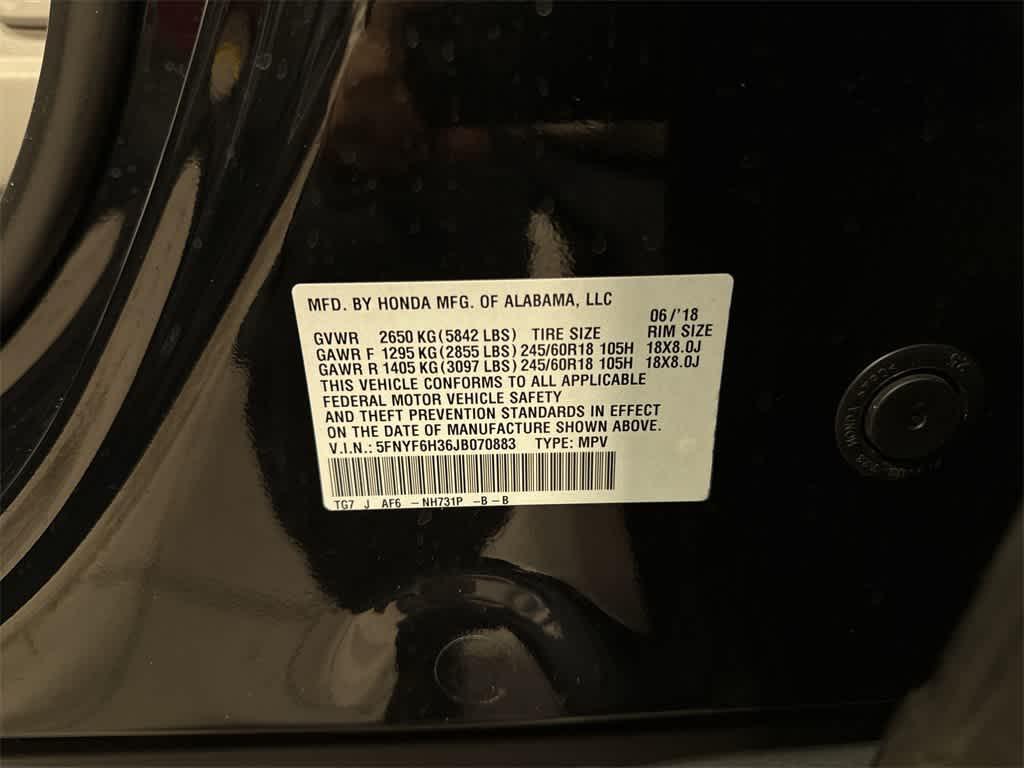 MFD. BY HONDA MFG. OF ALABAMA, LLC
06/'18
GVWR 2650 KG (5842 LBS) TIRE SIZE RIM SIZE
GAWR F 1295 KG (2855 LBS) 245/60R18 105H 18X8.0J
GAWR R 1405 KG (3097 LBS) 245/60R18 105H 18X8.0J
THIS VEHICLE CONFORMS TO ALL APPLICABLE
FEDERAL MOTOR VEHICLE SAFETY
AND THEFT PREVENTION STANDARDS IN EFFECT
ON THE DATE OF MANUFACTURE SHOWN ABOVE.
V.I.N.: 5FNYF6H36JB070883 TYPE: MPV
TG7 J AF6 -NH731P -B-B
HONDA